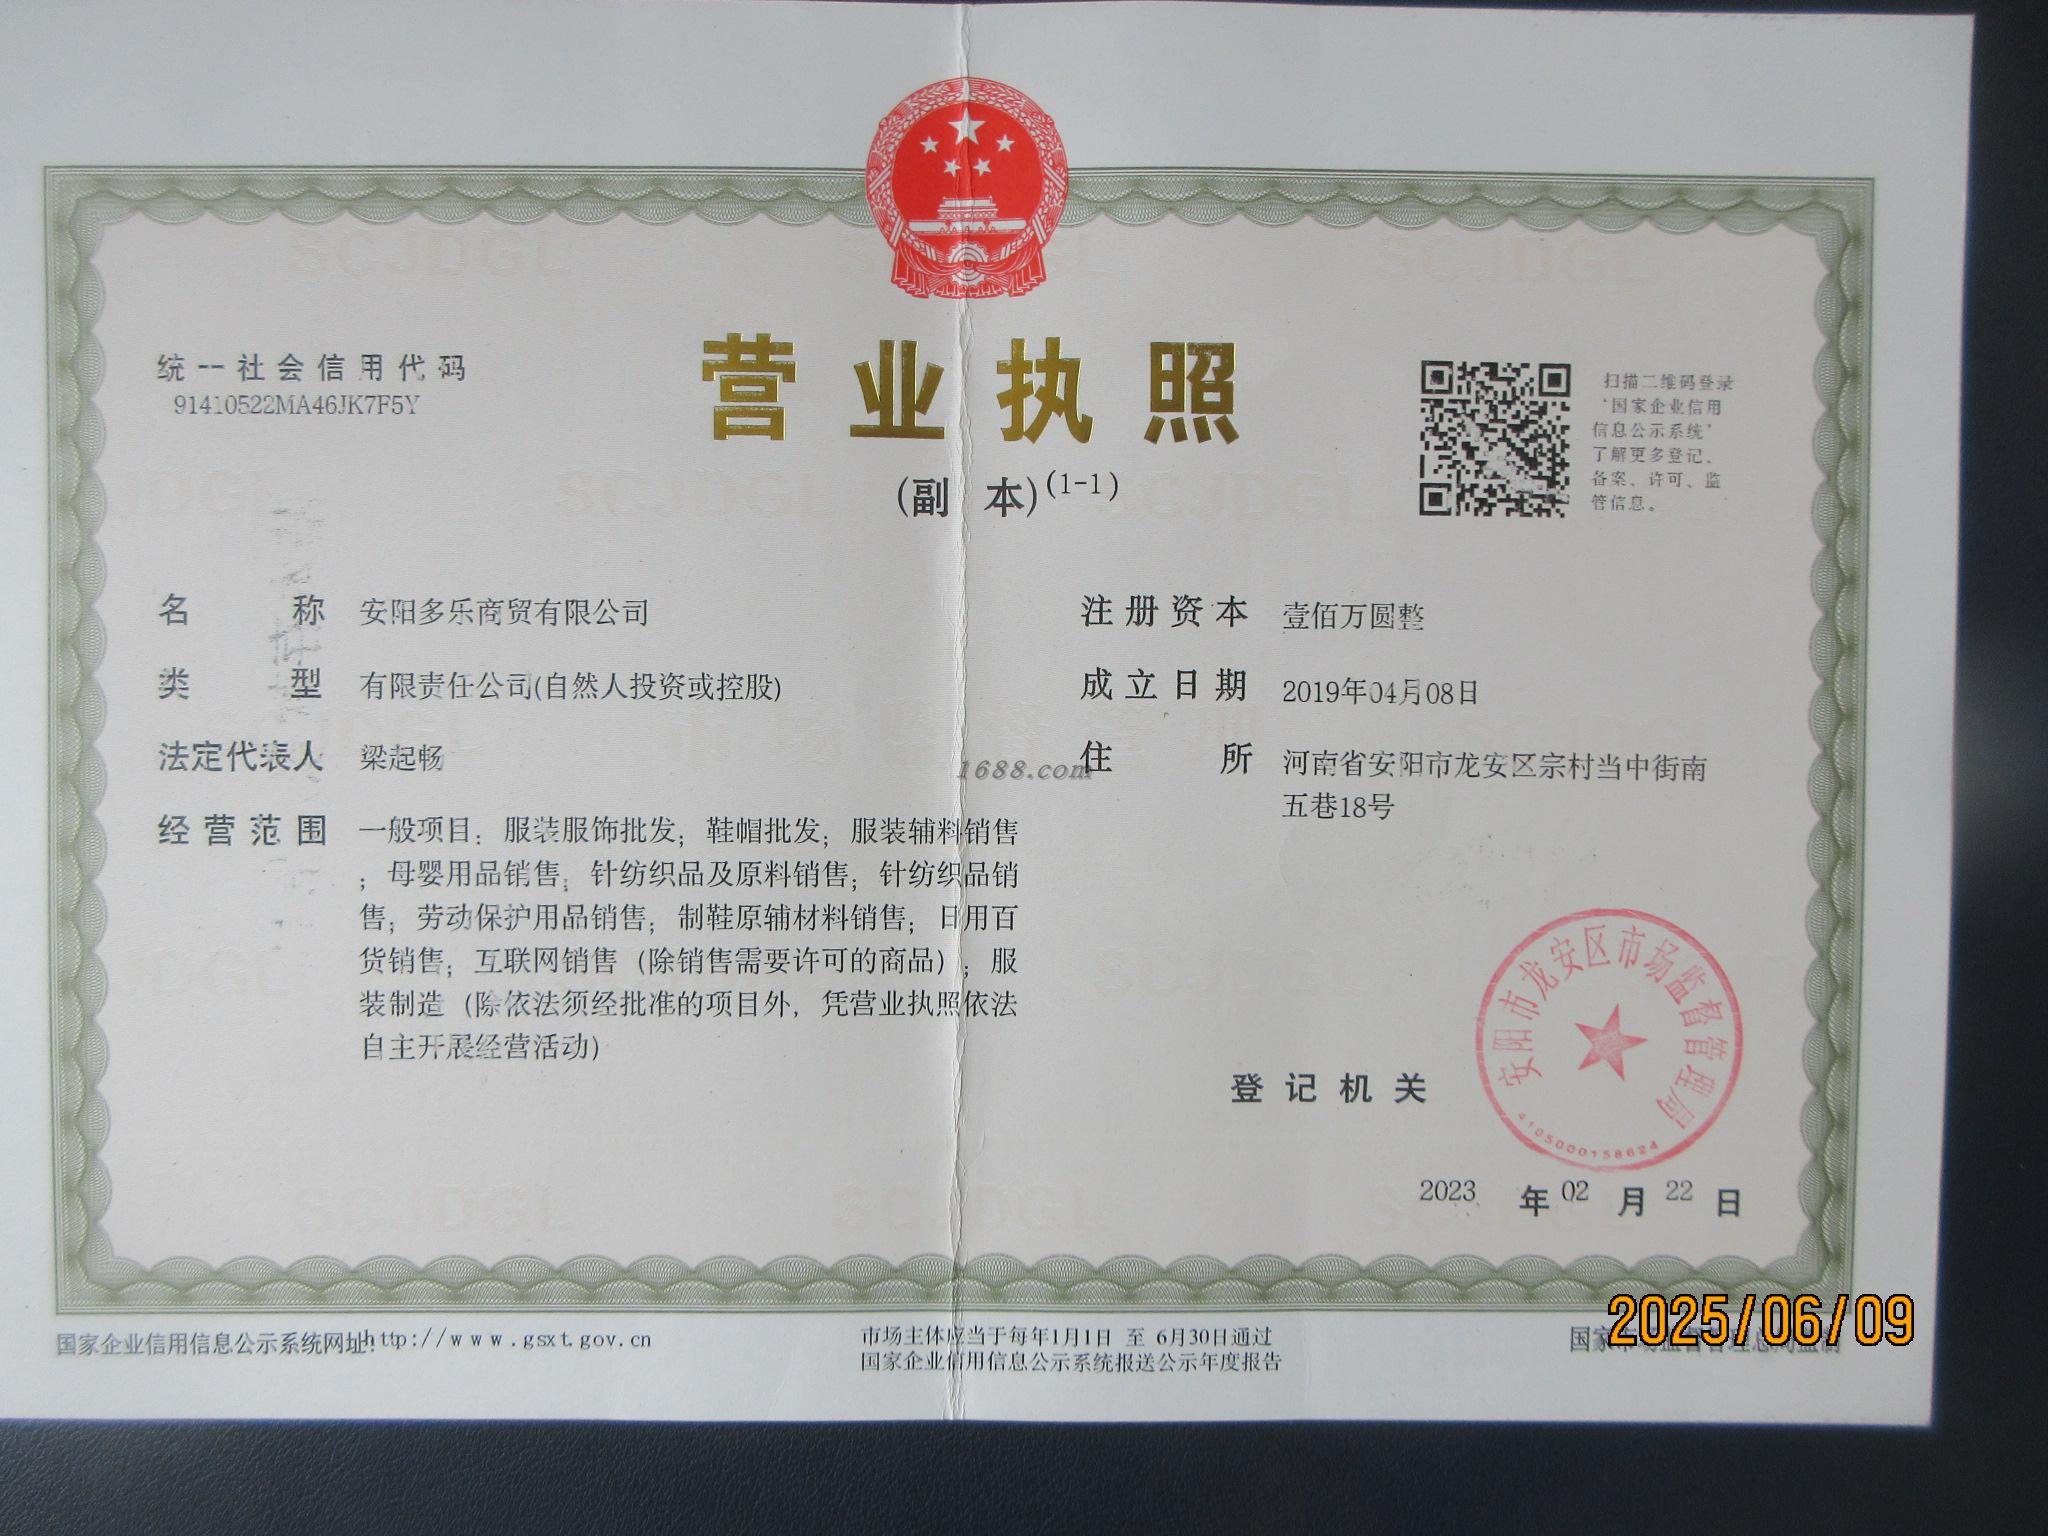 统一社会信用代码
91410522MA46JK7F5Y
营业执照
(副 本)(1-1)
扫描二维码登录
‘国家企业信用
信息公示系统’
了解更多登记、
备案、许可、监
管信息。
名 称 安阳多乐商贸有限公司
类 型 有限责任公司(自然人投资或控股)
法定代表人 梁起畅
经营范围 一般项目：服装服饰批发；鞋帽批发；服装辅料销售
；母婴用品销售；针纺织品及原料销售；针纺织品销
售；劳动保护用品销售；制鞋原辅材料销售；日用百
货销售；互联网销售（除销售需要许可的商品）；服
装制造（除依法须经批准的项目外，凭营业执照依法
自主开展经营活动）
注册资本 壹佰万圆整
成立日期 2019年04月08日
住 所 河南省安阳市龙安区宗村当中街南
五巷18号
1688.com
登记机关
安阳市龙安区市场监督管理局
4105000158624
2023 年 02 月 22 日
国家企业信用信息公示系统网址：http://www.gsxt.gov.cn
市场主体应当于每年1月1日 至 6月30日通过
国家企业信用信息公示系统报送公示年度报告
国家市场监督管理总局监制
2025/06/09
SCJDGL